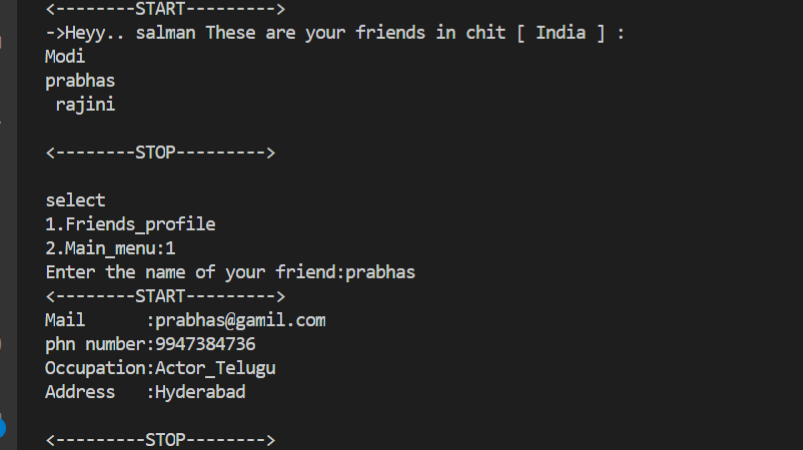 <--------START--------->
->Heyy.. salman These are your friends in chit [ India ] :
Modi
prabhas
 rajini
<--------STOP--------->
select
1.Friends_profile
2.Main_menu:1
Enter the name of your friend:prabhas
<--------START--------->
Mail      :prabhas@gamil.com
phn number:9947384736
Occupation:Actor_Telugu
Address   :Hyderabad
<---------STOP-------->